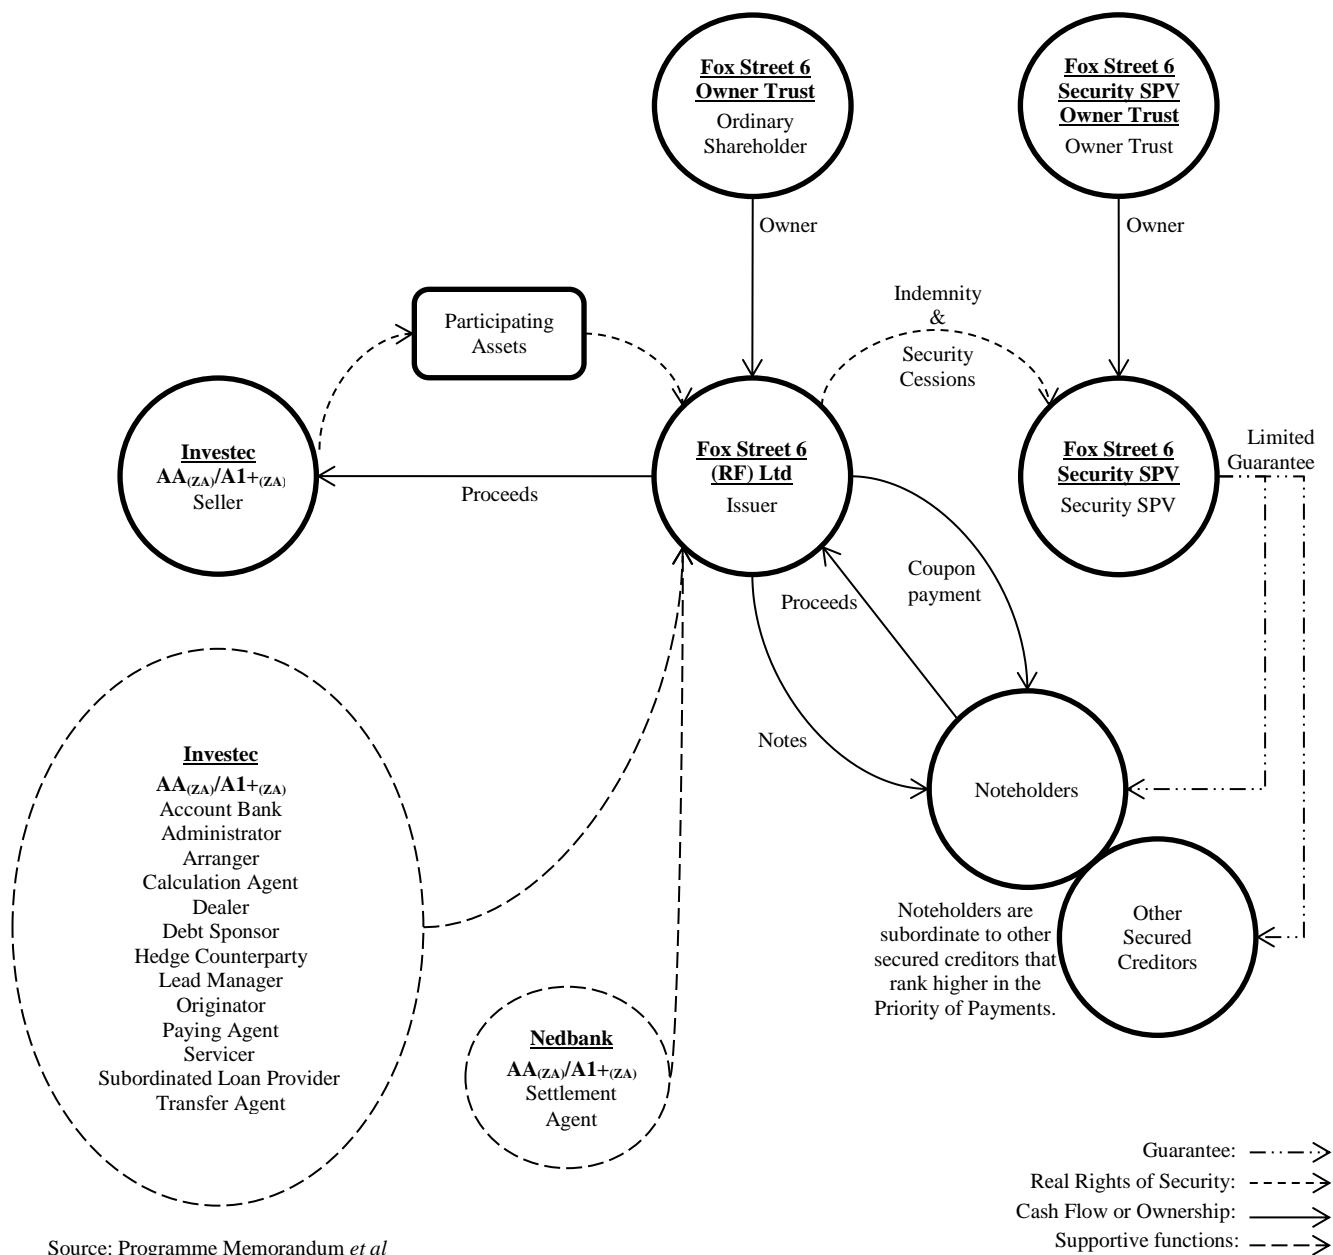 Fox Street 6
Owner Trust
Ordinary
Shareholder
Fox Street 6
Security SPV
Owner Trust
Owner Trust
Owner
Owner
Participating
Assets
Indemnity
&
Security
Cessions
Investec
AA(ZA)/A1+(ZA)
Seller
Proceeds
Fox Street 6
(RF) Ltd
Issuer
Fox Street 6
Security SPV
Security SPV
Limited
Guarantee
Coupon
payment
Proceeds
Notes
Noteholders
Investec
AA(ZA)/A1+(ZA)
Account Bank
Administrator
Arranger
Calculation Agent
Dealer
Debt Sponsor
Hedge Counterparty
Lead Manager
Originator
Paying Agent
Servicer
Subordinated Loan Provider
Transfer Agent
Noteholders are
subordinate to other
secured creditors that
rank higher in the
Priority of Payments.
Other
Secured
Creditors
Nedbank
AA(ZA)/A1+(ZA)
Settlement
Agent
Guarantee:
Real Rights of Security:
Cash Flow or Ownership:
Supportive functions:
Source: Programme Memorandum et al